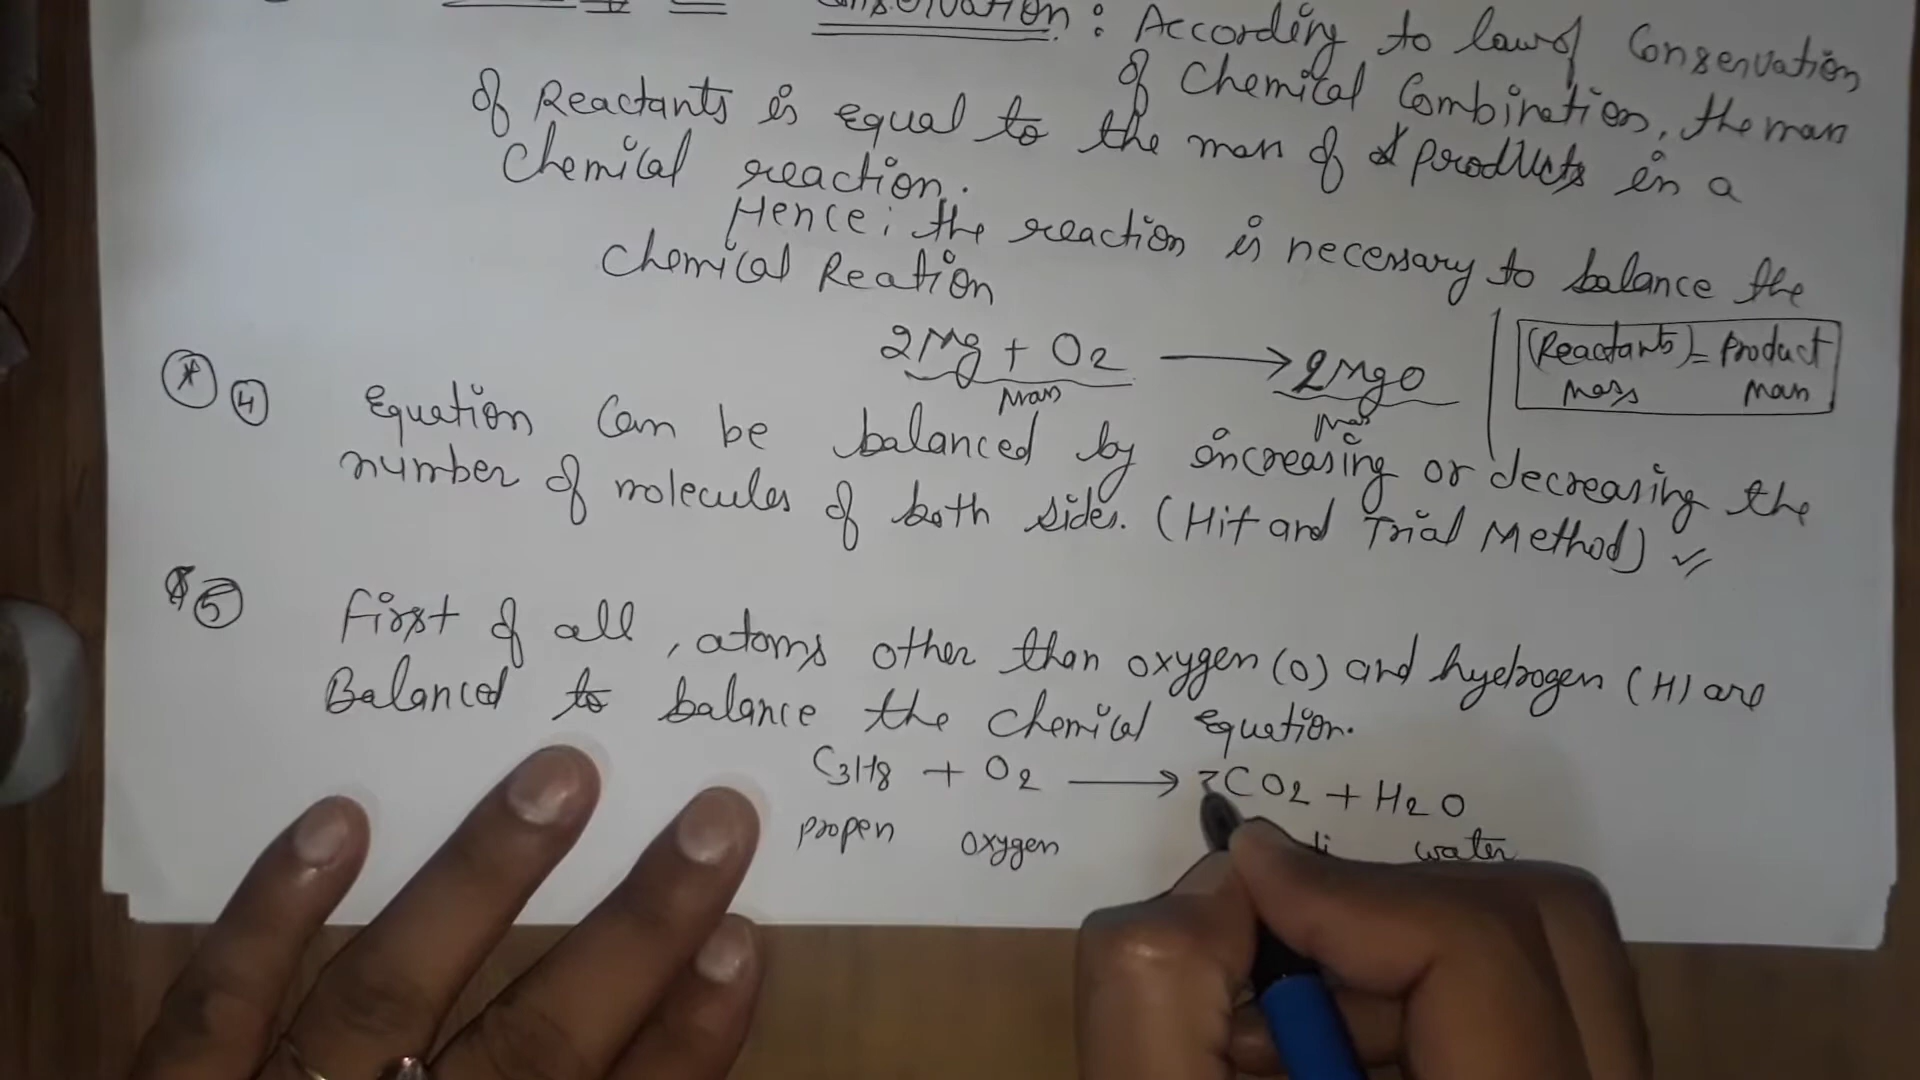 Conservation: According to law of Conservation
of Chemical Combination, the mass
of Reactants is equal to the mass of products in a
Chemical reaction.
Hence; the reaction is necessary to balance the
Chemical Reation
2Mg + O2 → 2MgO
Mass Mass
(Reactants) = Product
Mass Mass
4 Equation Can be balanced by increasing or decreasing the
number of molecules of both sides. (Hit and Trial Method) ✓
5 First of all, atoms other than oxygen (O) and hyebrogen (H) are
Balanced to balance the chemical equation.
C3H8 + O2 → 3CO2 + H2O
propen oxygen di water